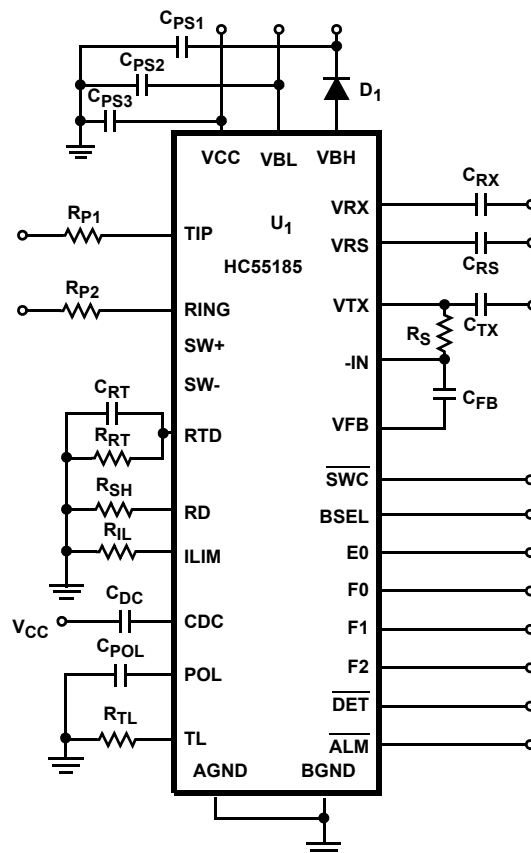 CPS1
CPS2
CPS3
D1
VCC VBL VBH
U1
HC55185
RP1
TIP
RP2
RING
SW+
SW-
CRT
RRT
RTD
RSH
RD
RIL
ILIM
VCC
CDC
CDC
CPOL
POL
RTL
TL
AGND BGND
VRX
CRX
VRS
CRS
VTX
CTX
RS
-IN
CFB
VFB
SWC
BSEL
E0
F0
F1
F2
DET
ALM